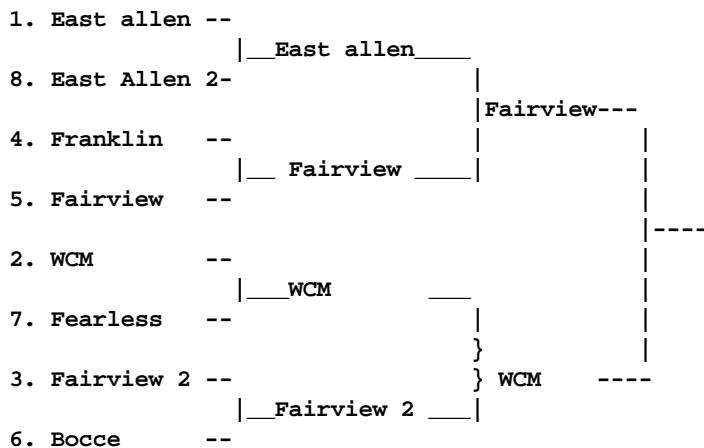 1. East allen --
|__East allen____
8. East Allen 2- |
|Fairview---
4. Franklin -- | |
|__ Fairview ____| |
5. Fairview -- |
|----
2. WCM -- |
|___WCM ___ |
7. Fearless -- | |
} |
3. Fairview 2 -- } WCM ----
|__Fairview 2 ___|
6. Bocce --